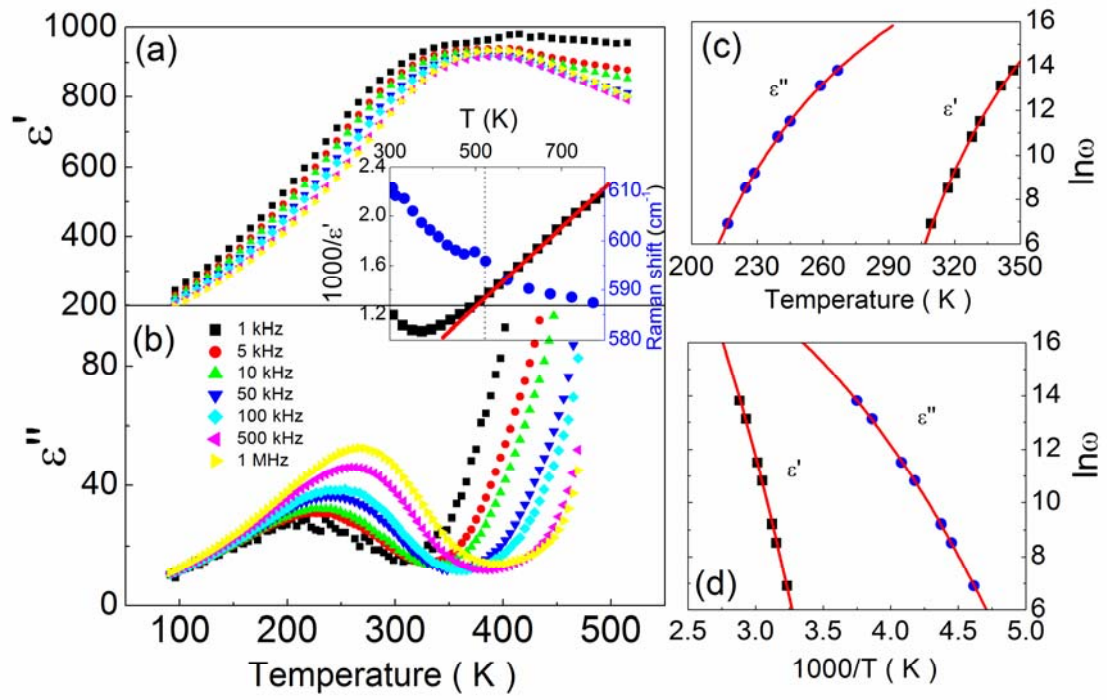 (a)
1000
800
600
400
200
ε'
T (K)
300 500 700
2.4
2.0
1.6
1.2
1000/ε'
610
600
590
580
Raman shift (cm⁻¹)
(b)
1 kHz
5 kHz
10 kHz
50 kHz
100 kHz
500 kHz
1 MHz
80
40
0
ε"
100 200 300 400 500
Temperature ( K )
(c)
ε"
ε'
16
14
12
10
8
6
lnω
200 230 260 290 320 350
Temperature ( K )
(d)
ε'
ε"
16
14
12
10
8
6
lnω
2.5 3.0 3.5 4.0 4.5 5.0
1000/T ( K )